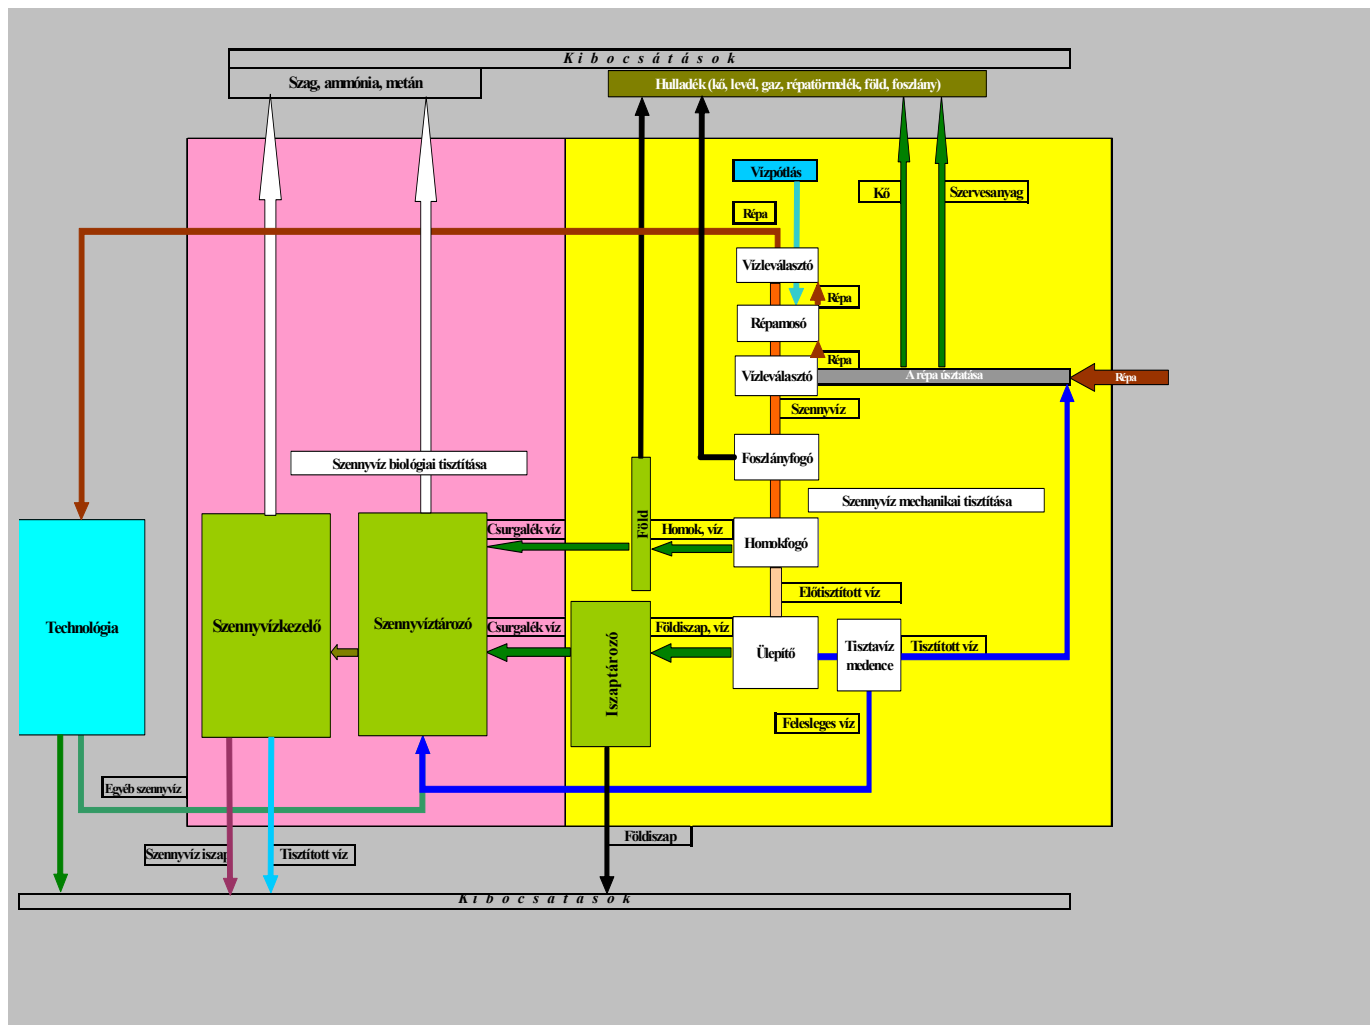 Kibocsátások
Szag, ammónia, metán
Hulladék (kő, levél, gaz, répatörmelék, föld, foszlány)
Vízpótlás
Kő
Szervesanyag
Répa
Vízleválasztó
Répa
Répamosó
Répa
Vízleválasztó
A répa úsztatása
Répa
Szennyvíz
Foszlányfogó
Szennyvíz biológiai tisztítása
Szennyvíz mechanikai tisztítása
Csurgalék víz
Föld
Homok, víz
Homokfogó
Előtisztított víz
Technológia
Szennyvízkezelő
Szennyvíztározó
Csurgalék víz
Iszaptározó
Földiszap, víz
Ülepítő
Tisztavíz
medence
Tisztított víz
Felesleges víz
Egyéb szennyvíz
Földiszap
Szennyvíz iszap
Tisztított víz
Kibocsátások